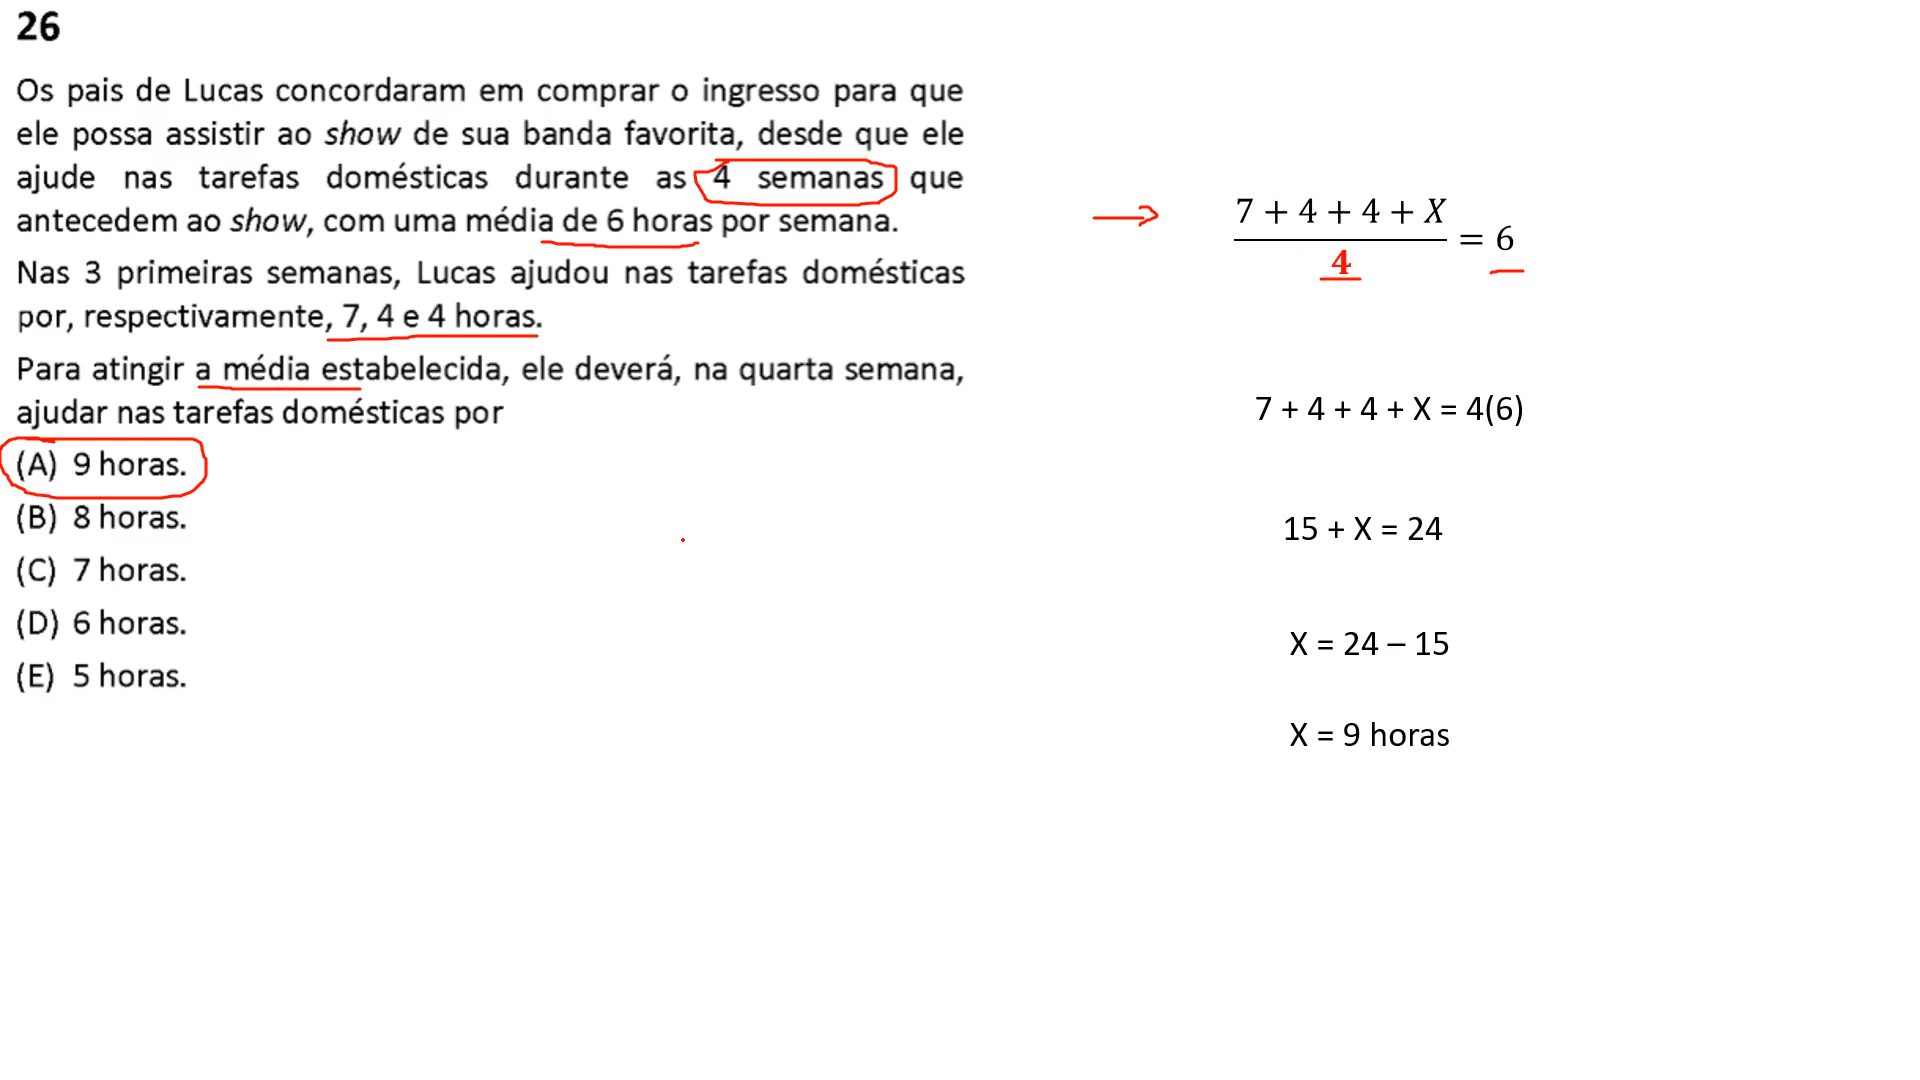 26
Os pais de Lucas concordaram em comprar o ingresso para que
ele possa assistir ao show de sua banda favorita, desde que ele
ajude nas tarefas domésticas durante as 4 semanas que
antecedem ao show, com uma média de 6 horas por semana.
Nas 3 primeiras semanas, Lucas ajudou nas tarefas domésticas
por, respectivamente, 7, 4 e 4 horas.
Para atingir a média estabelecida, ele deverá, na quarta semana,
ajudar nas tarefas domésticas por
(A) 9 horas.
(B) 8 horas.
(C) 7 horas.
(D) 6 horas.
(E) 5 horas.
7 + 4 + 4 + X
4
= 6
7 + 4 + 4 + X = 4(6)
15 + X = 24
X = 24 – 15
X = 9 horas